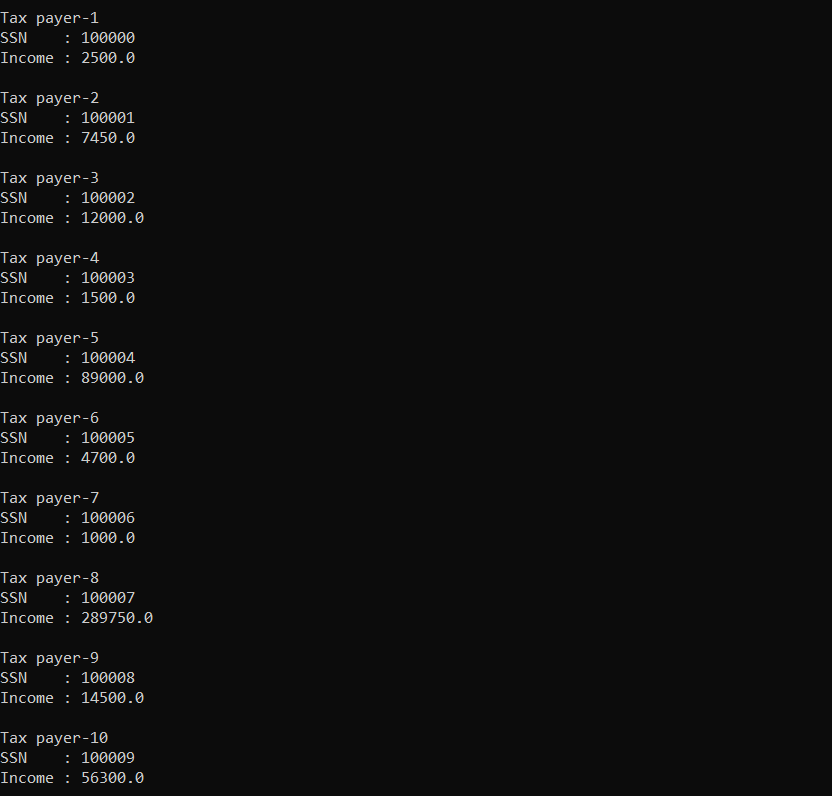 Tax payer-1
SSN    : 100000
Income : 2500.0

Tax payer-2
SSN    : 100001
Income : 7450.0

Tax payer-3
SSN    : 100002
Income : 12000.0

Tax payer-4
SSN    : 100003
Income : 1500.0

Tax payer-5
SSN    : 100004
Income : 89000.0

Tax payer-6
SSN    : 100005
Income : 4700.0

Tax payer-7
SSN    : 100006
Income : 1000.0

Tax payer-8
SSN    : 100007
Income : 289750.0

Tax payer-9
SSN    : 100008
Income : 14500.0

Tax payer-10
SSN    : 100009
Income : 56300.0